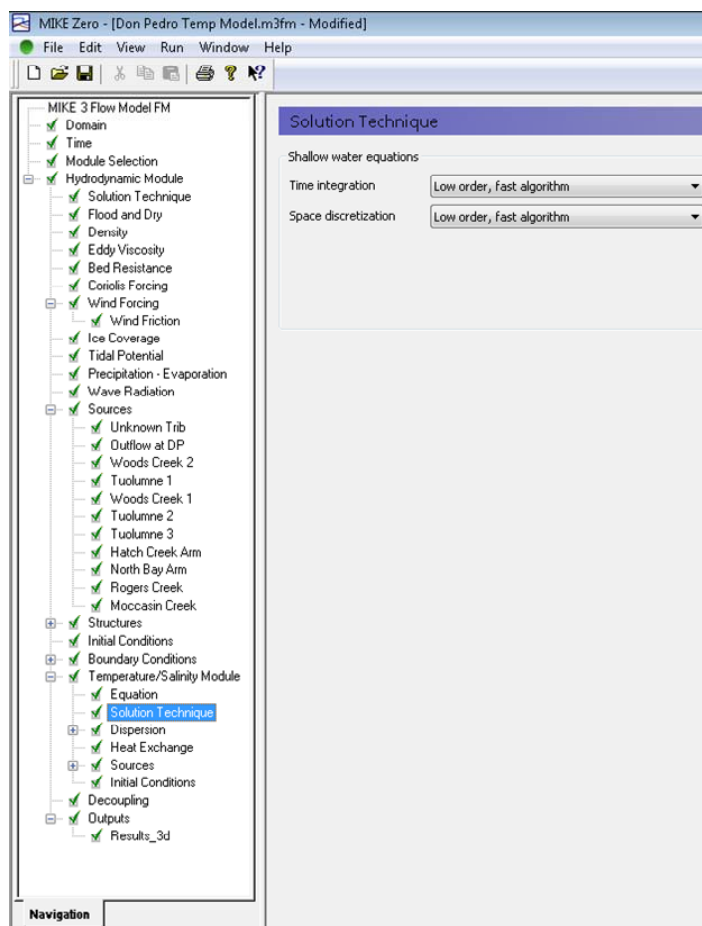 MIKE Zero - [Don Pedro Temp Model.m3fm - Modified]
File Edit View Run Window Help
MIKE 3 Flow Model FM
Domain
Time
Module Selection
Hydrodynamic Module
Solution Technique
Flood and Dry
Density
Eddy Viscosity
Bed Resistance
Coriolis Forcing
Wind Forcing
Wind Friction
Ice Coverage
Tidal Potential
Precipitation - Evaporation
Wave Radiation
Sources
Unknown Trib
Outflow at DP
Woods Creek 2
Tuolumne 1
Woods Creek 1
Tuolumne 2
Tuolumne 3
Hatch Creek Arm
North Bay Arm
Rogers Creek
Moccasin Creek
Structures
Initial Conditions
Boundary Conditions
Temperature/Salinity Module
Equation
Solution Technique
Dispersion
Heat Exchange
Sources
Initial Conditions
Decoupling
Outputs
Results_3d
Navigation
Solution Technique
Shallow water equations
Time integration Low order, fast algorithm
Space discretization Low order, fast algorithm